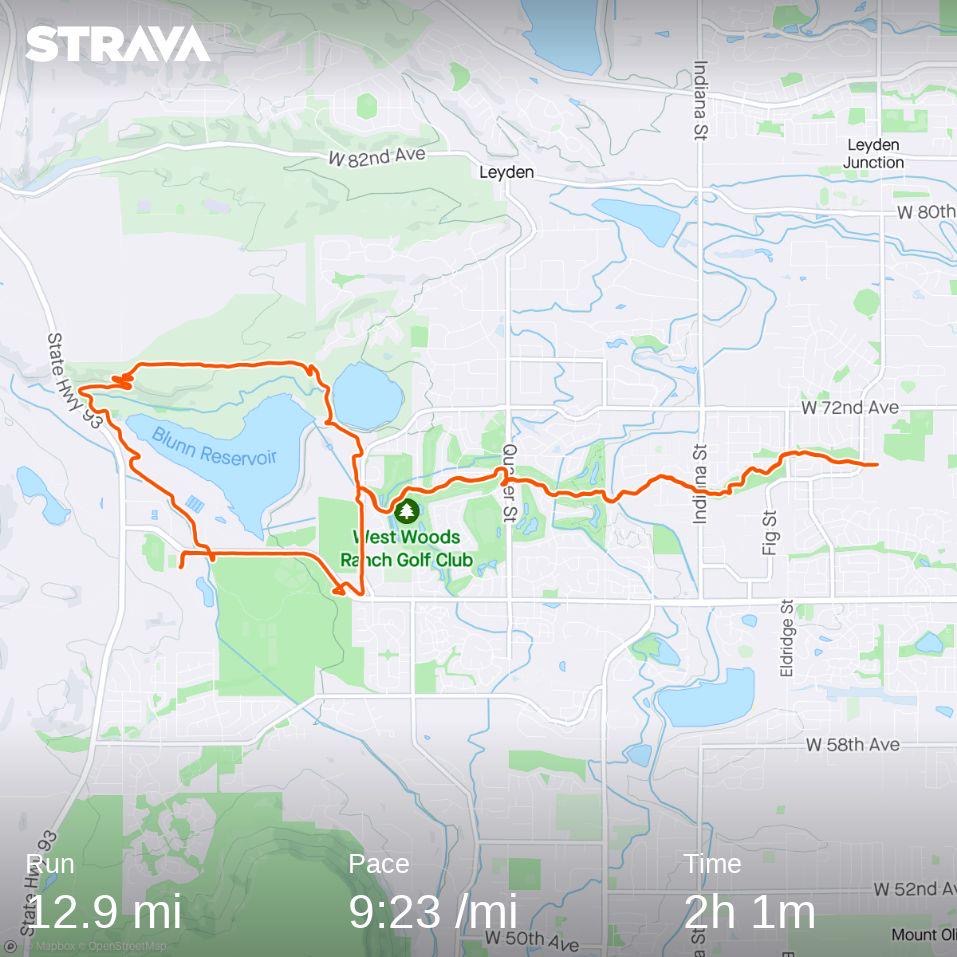 STRAVA
Indiana St
W 82nd Ave
Leyden
Leyden
Junction
W 80th
State Hwy 93
W 72nd Ave
Blunn Reservoir
Indiana St
Fig St
West Woods
Ranch Golf Club
Eldridge St
W 58th Ave
State Hwy 93
Run
Pace
Time
12.9 mi
9:23 /mi
2h 1m
W 52nd Av
W 50th Ave
Mount Oli
© Mapbox © OpenStreetMap